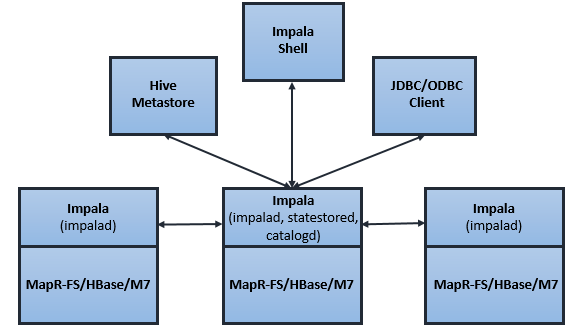 Impala
Shell
Hive
Metastore
JDBC/ODBC
Client
Impala
(impalad)
Impala
(impalad, statestored,
catalogd)
Impala
(impalad)
MapR-FS/HBase/M7
MapR-FS/HBase/M7
MapR-FS/HBase/M7